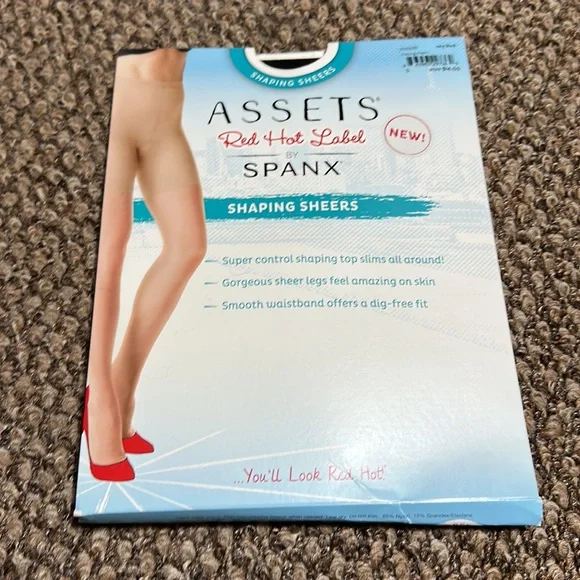 SHAPING SHEERS
ASSETS®
Red Hot Label
BY
SPANX®
NEW!
SHAPING SHEERS
Super control shaping top slims all around!
Gorgeous sheer legs feel amazing on skin
Smooth waistband offers a dig-free fit
...You'll Look Red Hot!